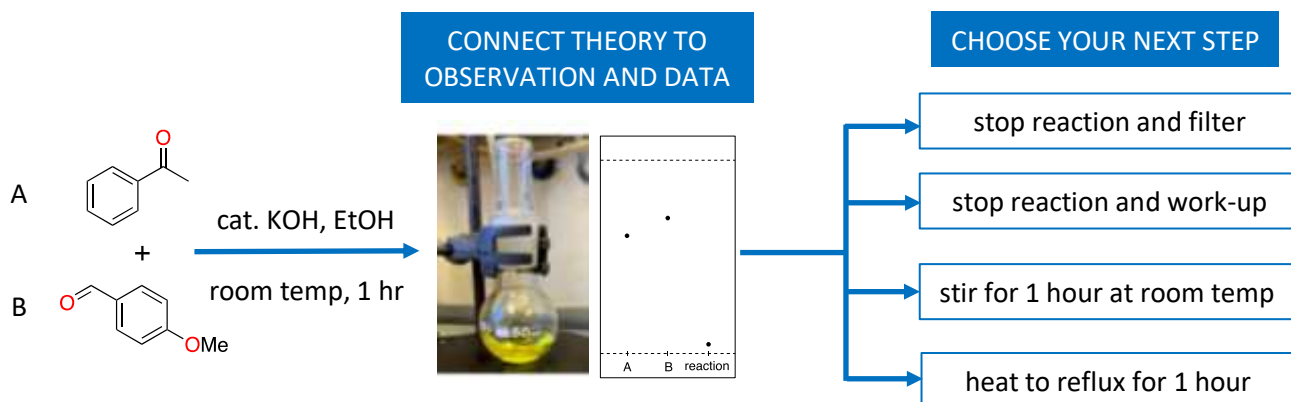 CONNECT THEORY TO
OBSERVATION AND DATA
CHOOSE YOUR NEXT STEP
A
O
+
B
O
OMe
cat. KOH, EtOH
room temp, 1 hr
A B reaction
stop reaction and filter
stop reaction and work-up
stir for 1 hour at room temp
heat to reflux for 1 hour